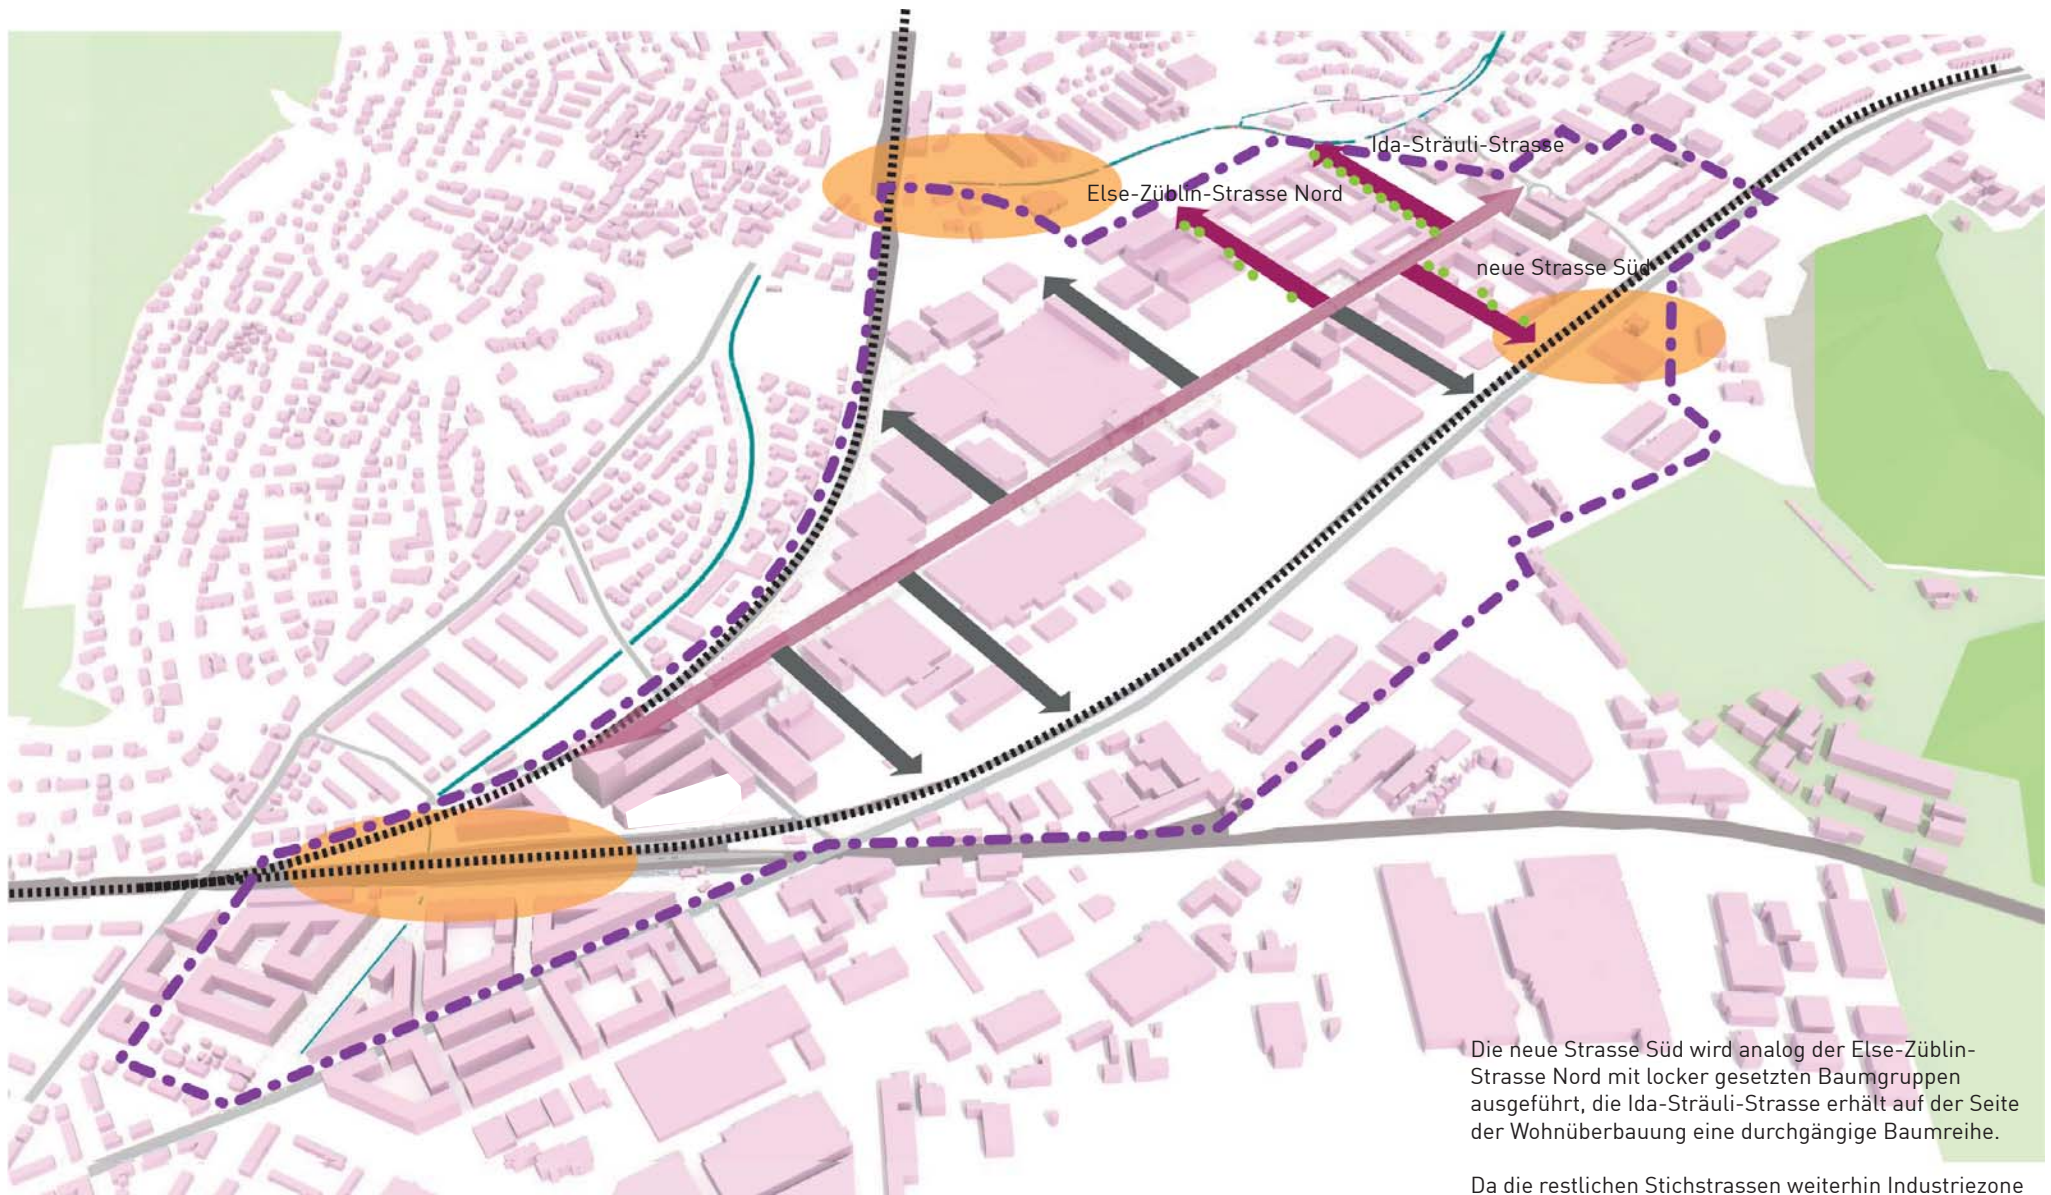 Ida-Sträuli-Strasse
Else-Züblin-Strasse Nord
neue Strasse Süd
Die neue Strasse Süd wird analog der Else-Züblin-
Strasse Nord mit locker gesetzten Baumgruppen
ausgeführt, die Ida-Sträuli-Strasse erhält auf der Seite
der Wohnüberbauung eine durchgängige Baumreihe.
Da die restlichen Stichstrassen weiterhin Industriezone